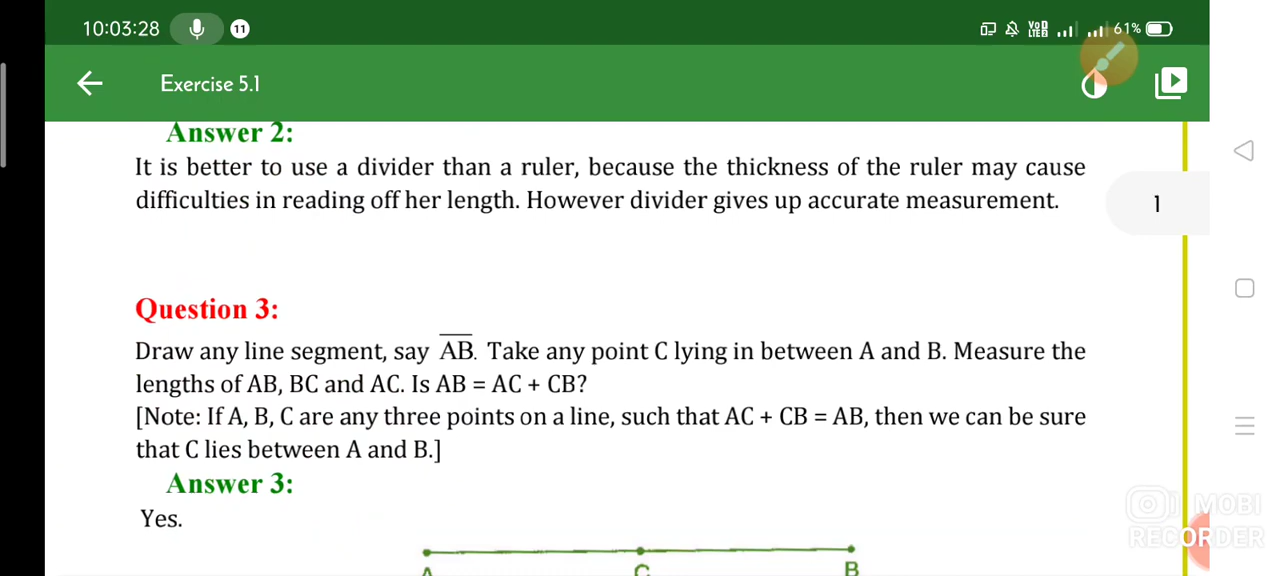 10:03:28 11 VoD LTE2 61%
Exercise 5.1
Answer 2:
It is better to use a divider than a ruler, because the thickness of the ruler may cause
difficulties in reading off her length. However divider gives up accurate measurement.
1
Question 3:
Draw any line segment, say AB. Take any point C lying in between A and B. Measure the
lengths of AB, BC and AC. Is AB = AC + CB?
[Note: If A, B, C are any three points on a line, such that AC + CB = AB, then we can be sure
that C lies between A and B.]
Answer 3:
Yes.
A C B
MOBI
RECORDER